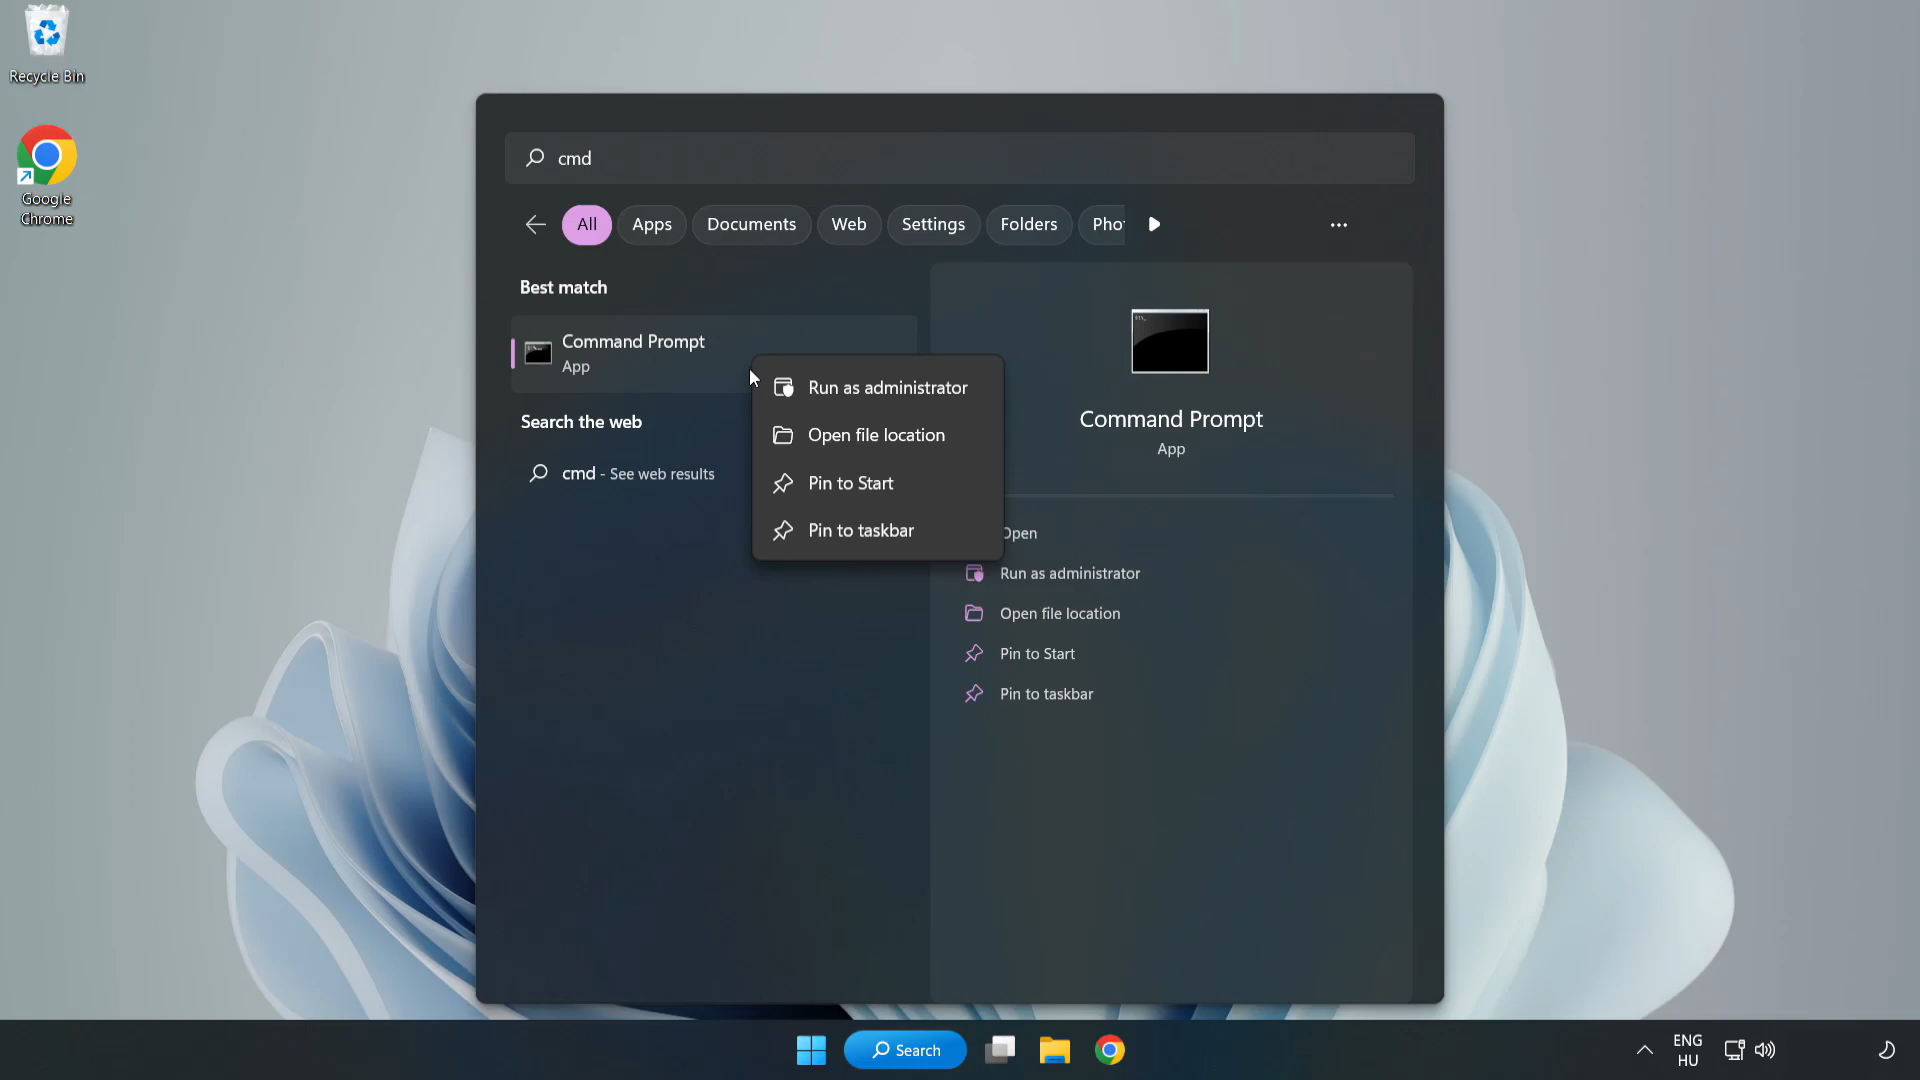 Recycle Bin
Google
Chrome
cmd
All
Apps
Documents
Web
Settings
Folders
Pho
Best match
Command Prompt
App
Search the web
cmd - See web results
Run as administrator
Open file location
Pin to Start
Pin to taskbar
Command Prompt
App
Open
Run as administrator
Open file location
Pin to Start
Pin to taskbar
Search
ENG
HU